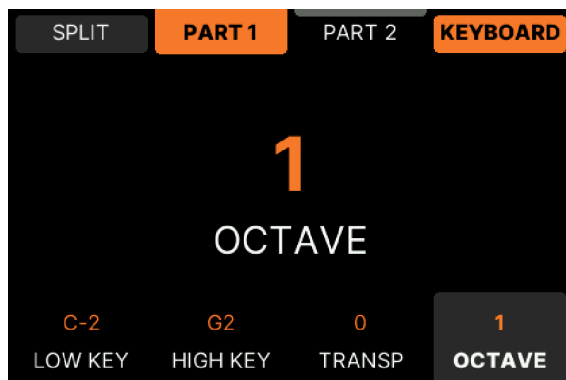 SPLIT PART 1 PART 2 KEYBOARD
1
OCTAVE
C-2 G2 0 1
LOW KEY HIGH KEY TRANSP OCTAVE